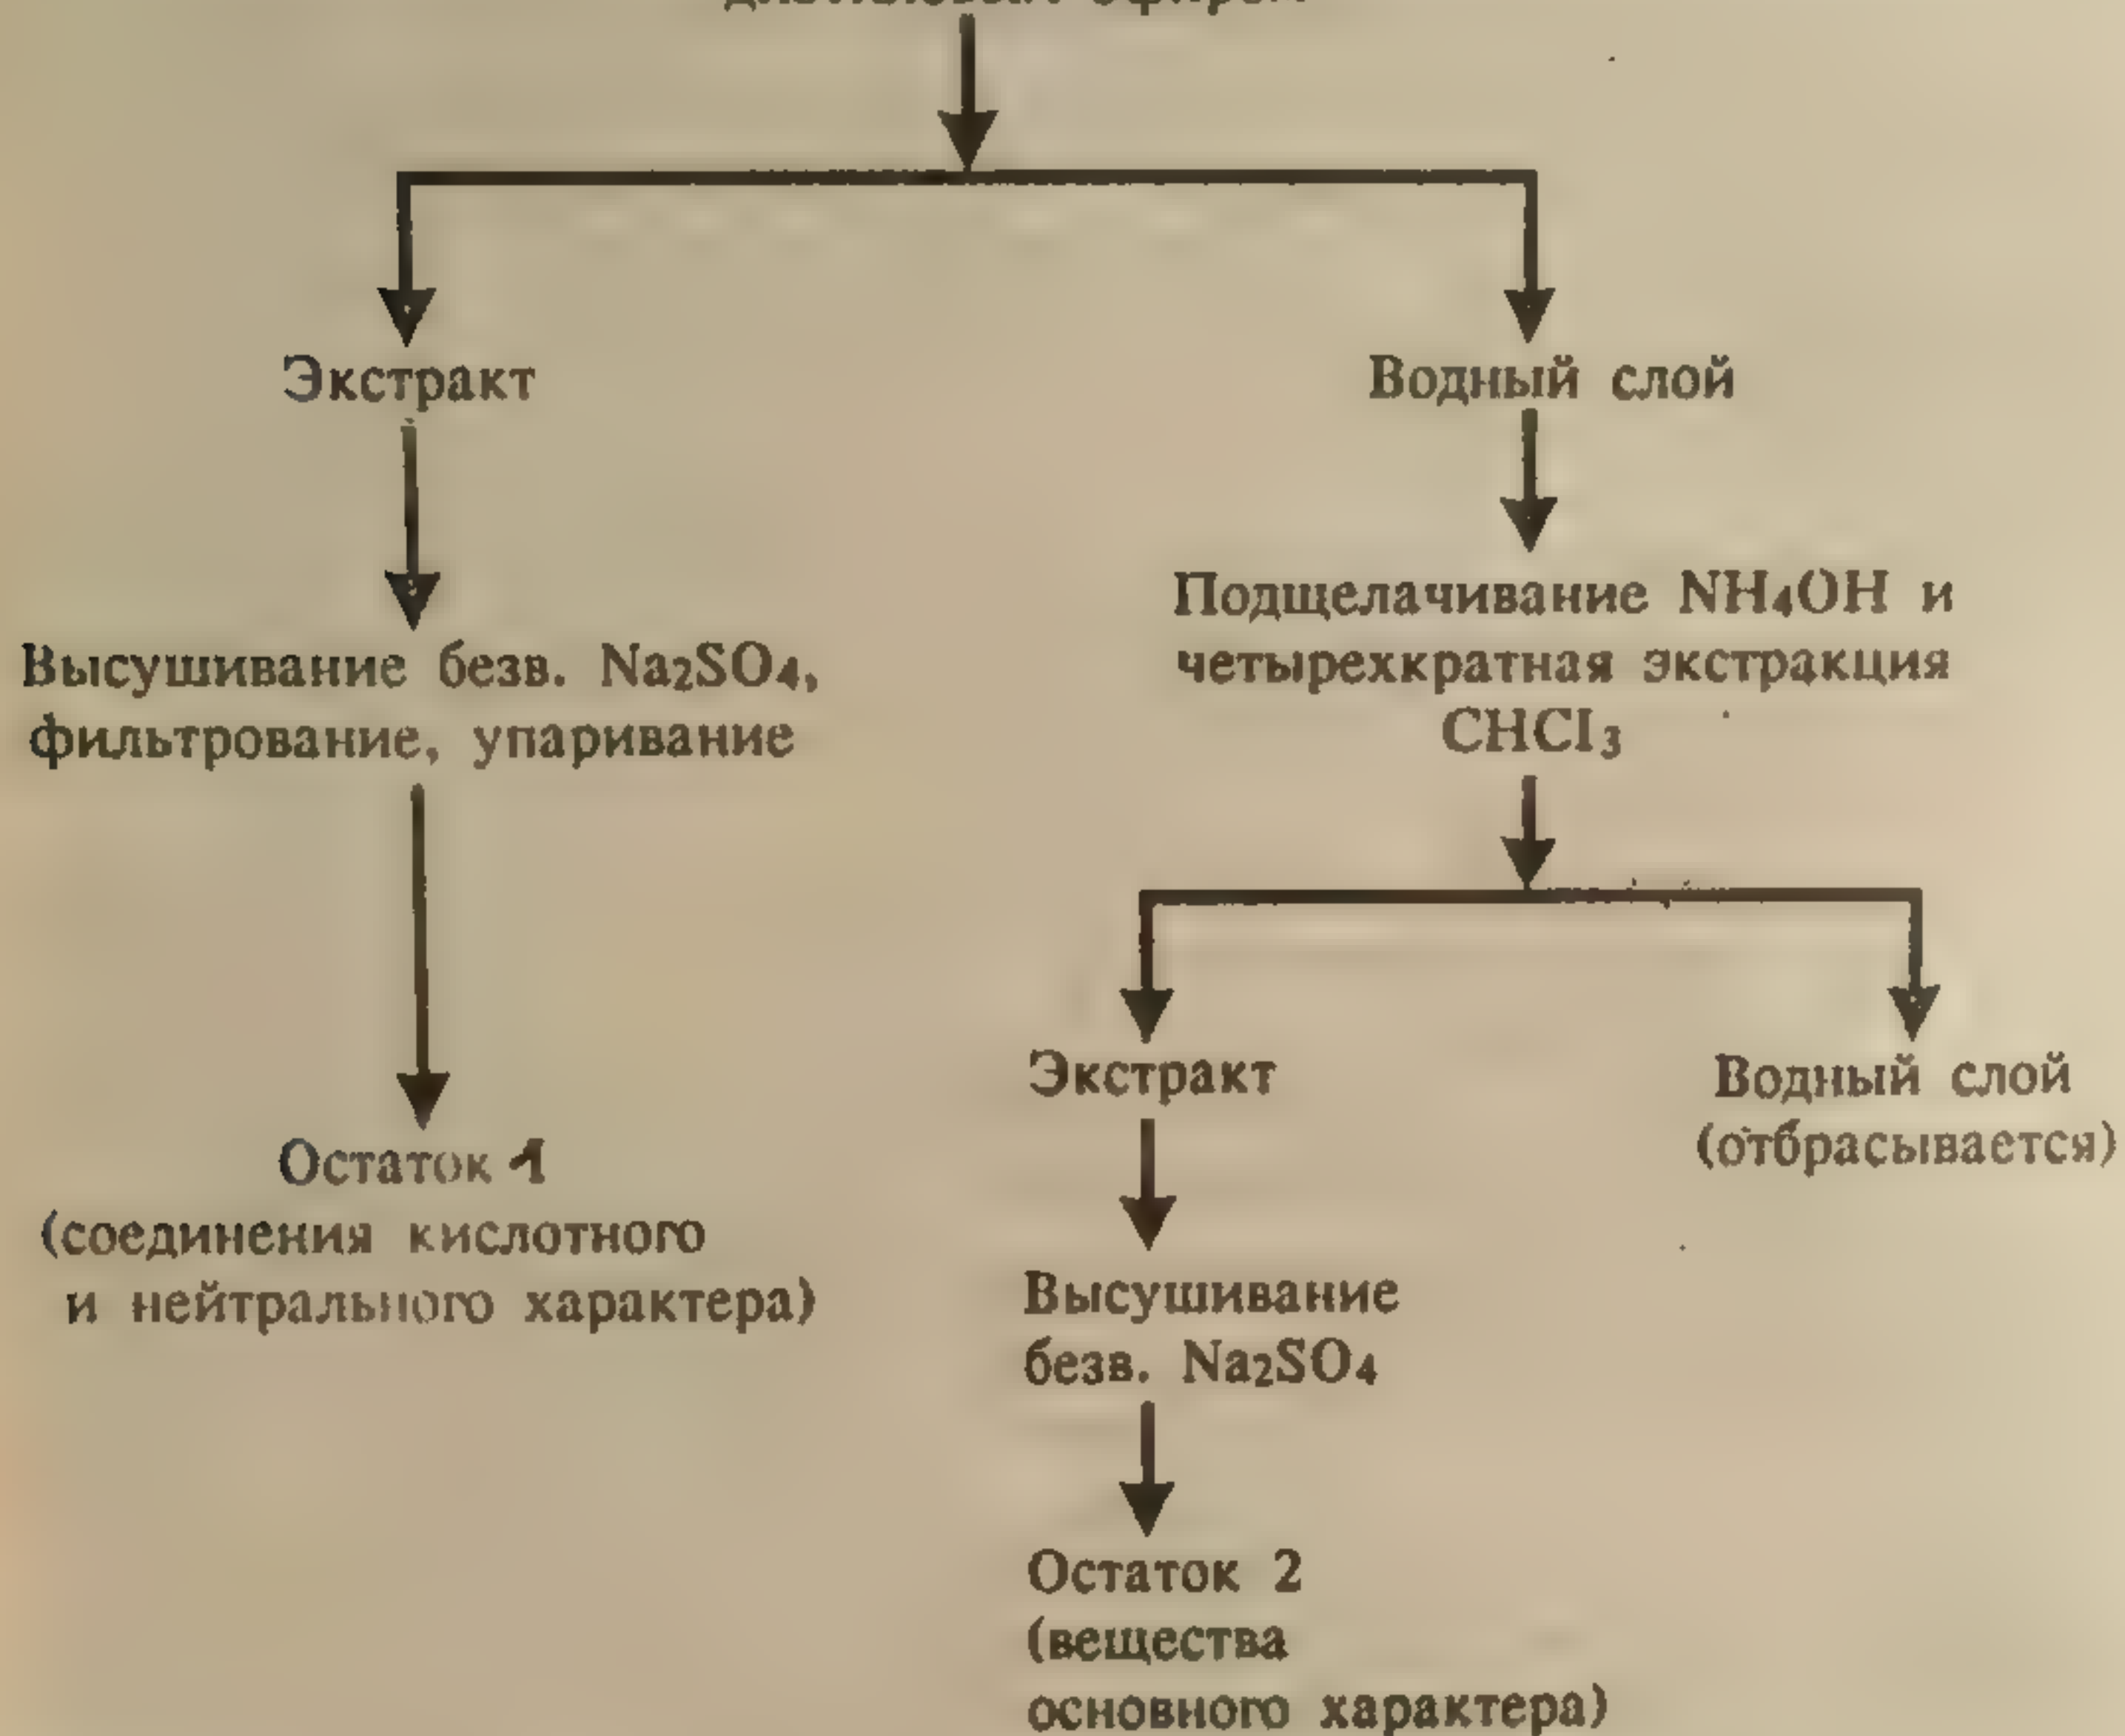 Экстракт
Водный слой
Подщелачивание NH₄OH и
четырехкратная экстракция
CHCl₃
Высушивание безв. Na₂SO₄,
фильтрование, упаривание
Экстракт
Водный слой
(отбрасывается)
Остаток 1
(соединения кислотного
и нейтрального характера)
Высушивание
безв. Na₂SO₄
Остаток 2
(вещества
основного характера)